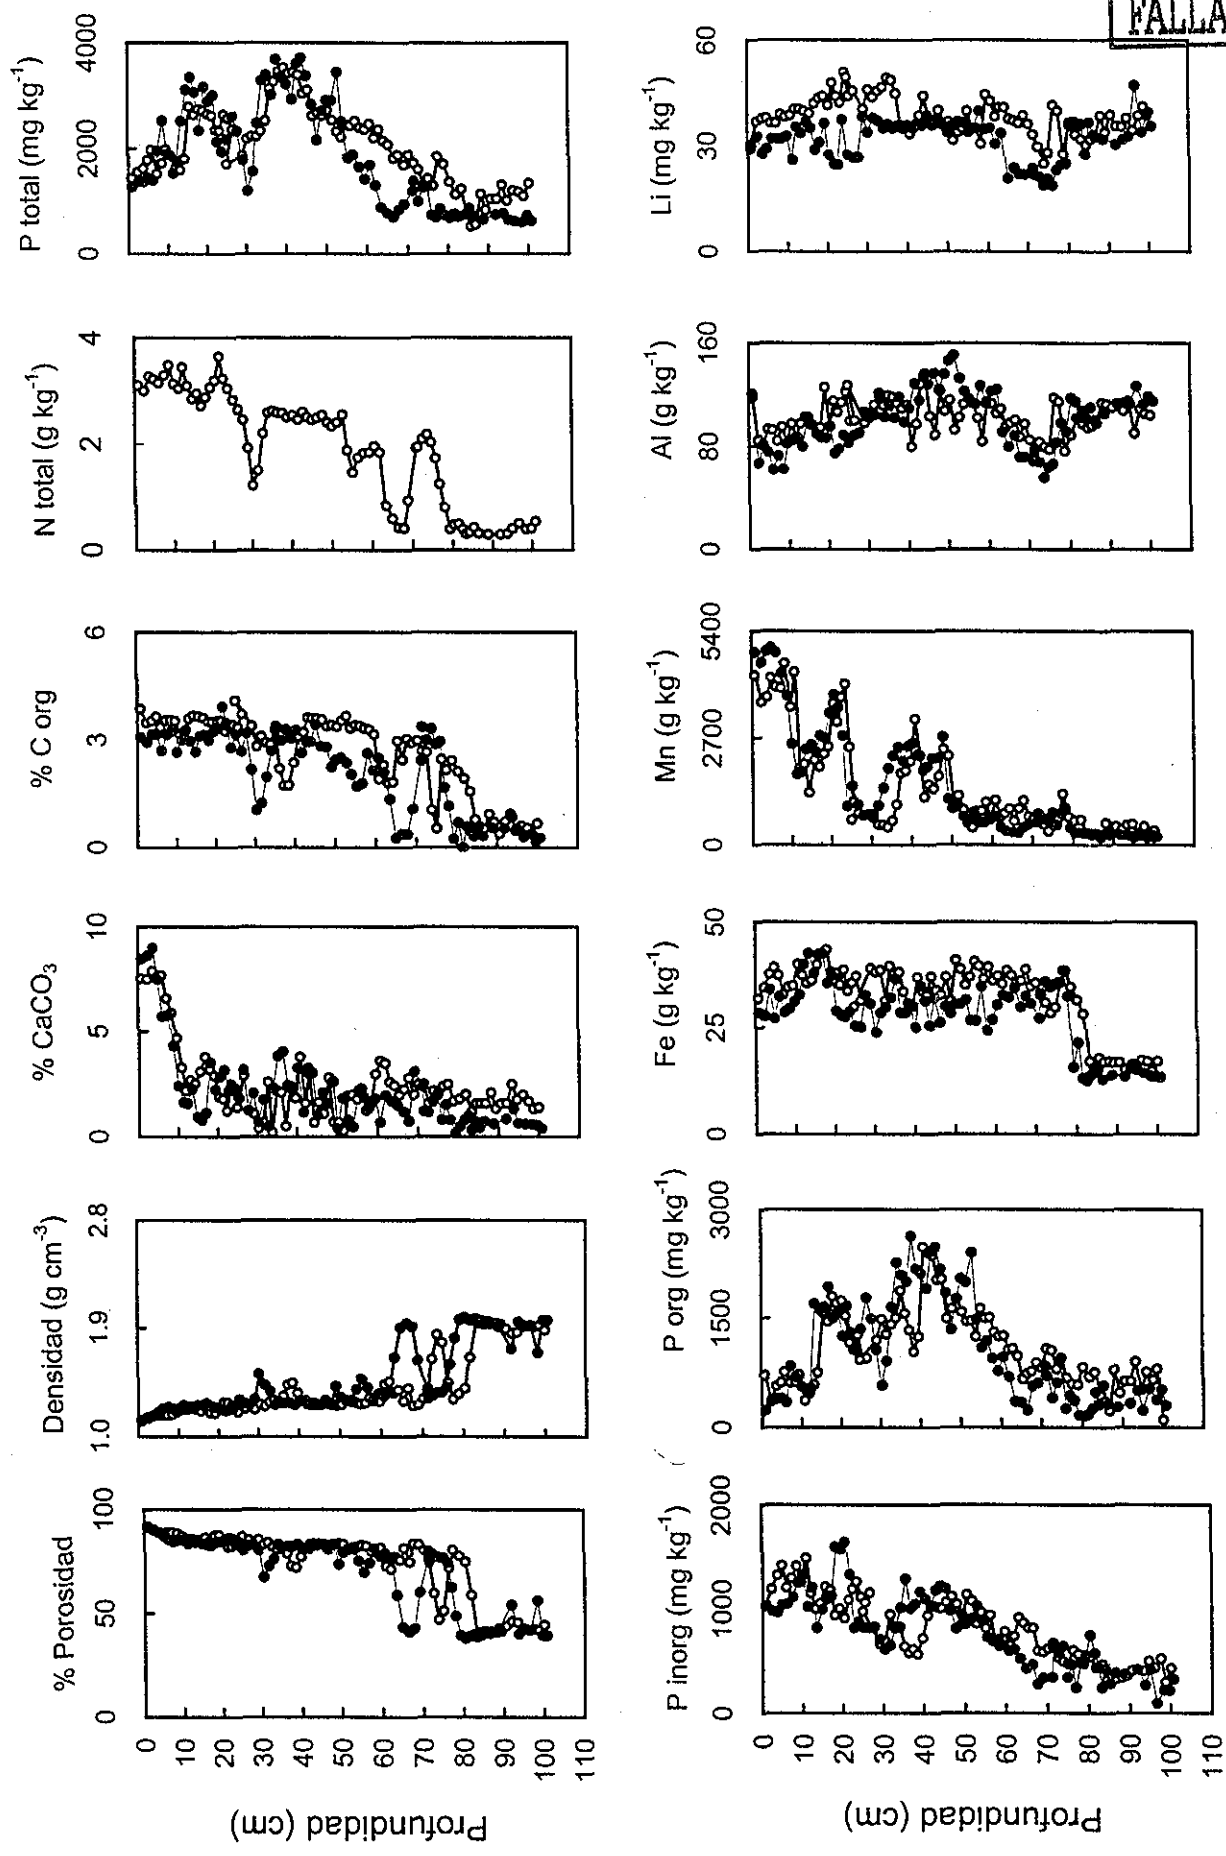 FALLA
% Porosidad
0 50 100
Densidad (g cm⁻³)
1.0 1.9 2.8
% CaCO₃
0 5 10
% C org
0 3 6
N total (g kg⁻¹)
0 2 4
P total (mg kg⁻¹)
0 2000 4000
Profundidad (cm)
0
10
20
30
40
50
60
70
80
90
100
110
P inorg (mg kg⁻¹)
0 1000 2000
P org (mg kg⁻¹)
0 1500 3000
Fe (g kg⁻¹)
0 25 50
Mn (g kg⁻¹)
0 2700 5400
Al (g kg⁻¹)
0 80 160
Li (mg kg⁻¹)
0 30 60
Profundidad (cm)
0
10
20
30
40
50
60
70
80
90
100
110